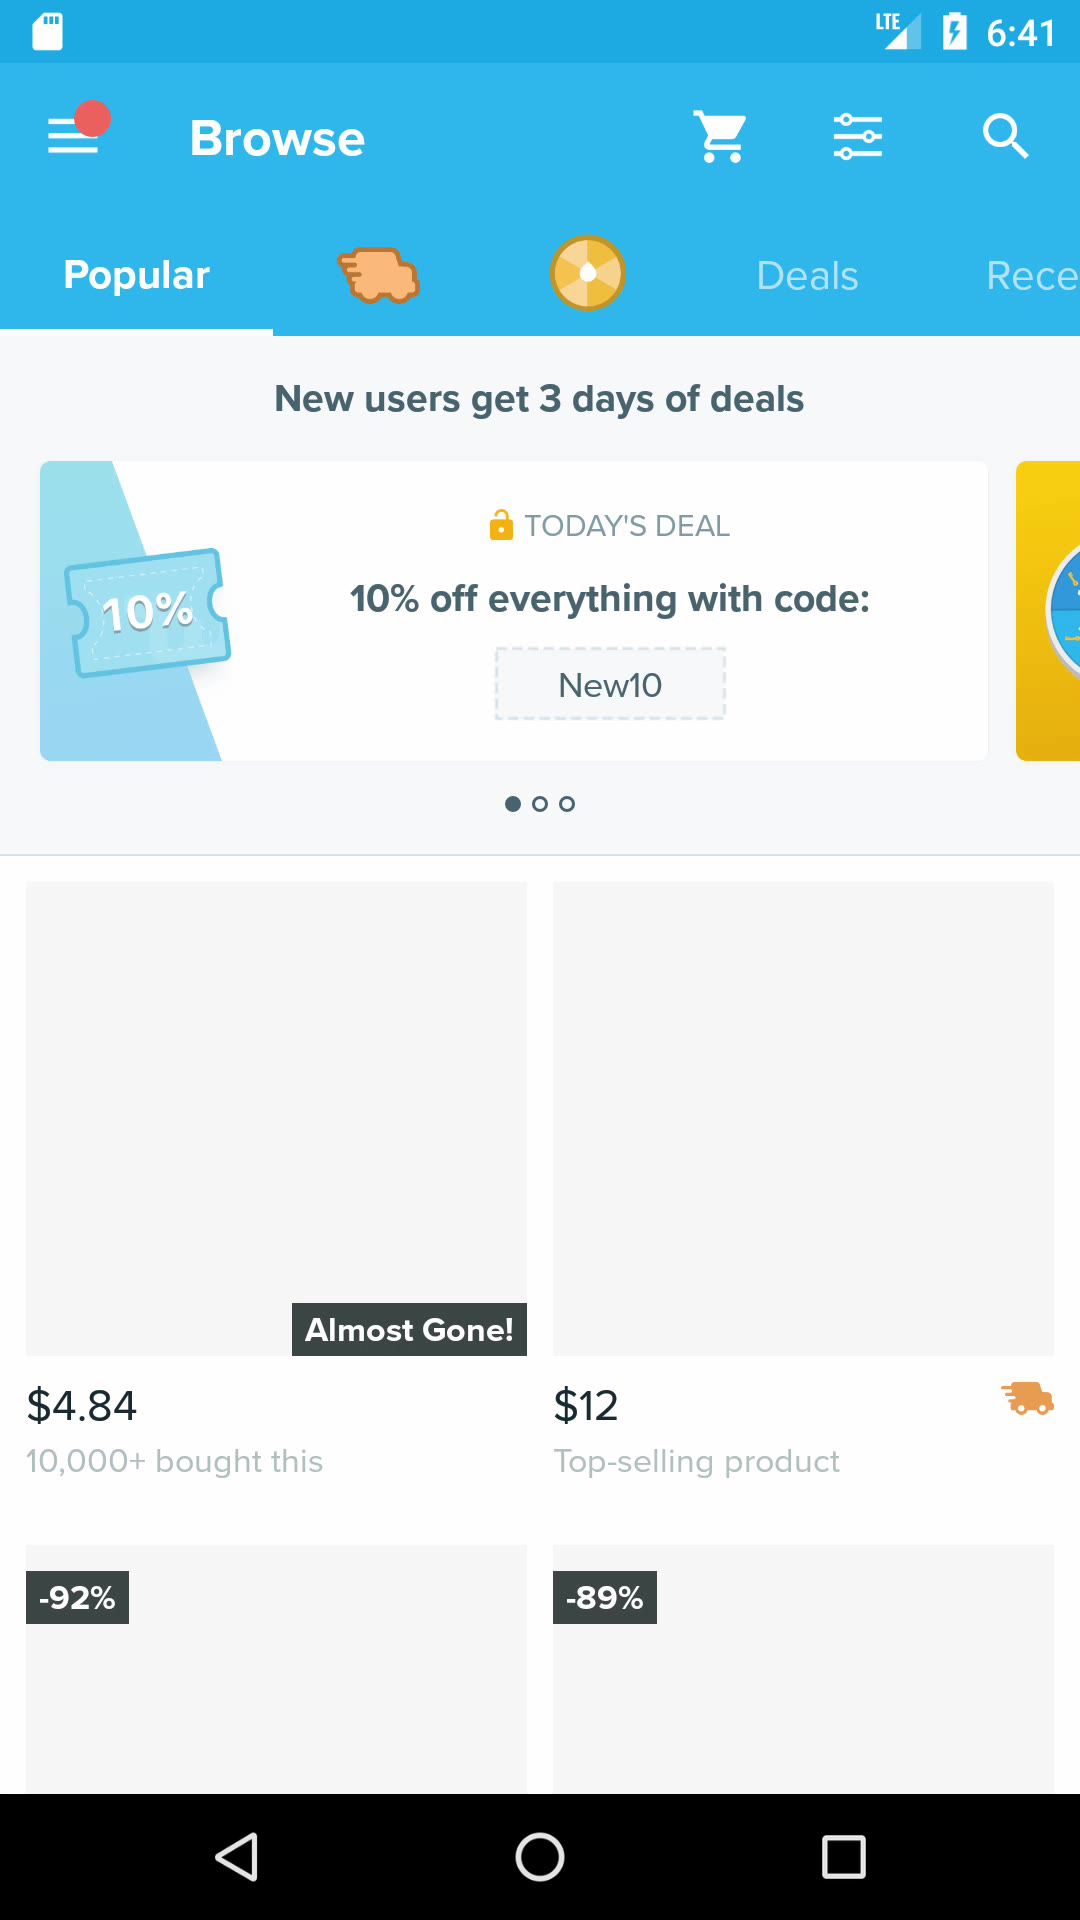 LTE 6:41
Browse
Popular Deals Rece
New users get 3 days of deals
TODAY'S DEAL
10%
10% off everything with code:
New10
Almost Gone!
$4.84 $12
10,000+ bought this Top-selling product
-92% -89%